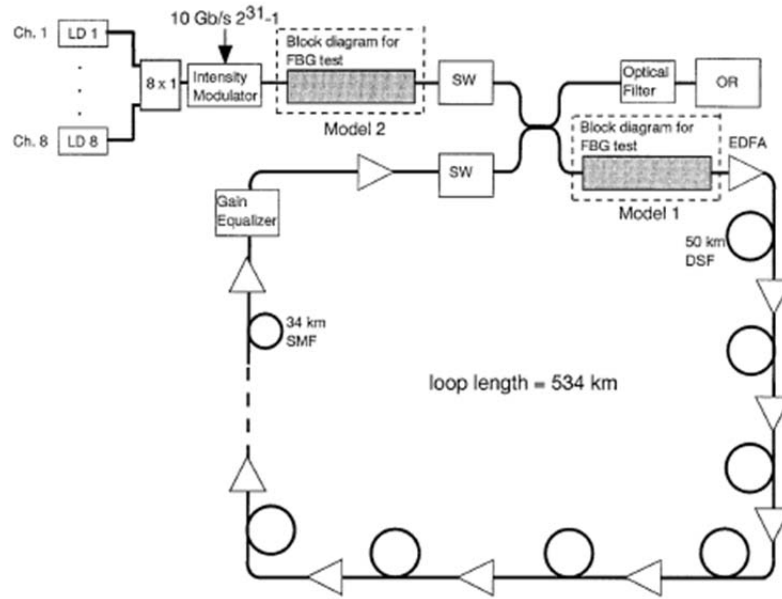 10 Gb/s 2^31-1
Ch. 1
LD 1
8 x 1
Intensity
Modulator
Block diagram for
FBG test
Model 2
SW
Optical
Filter
OR
Ch. 8
LD 8
Block diagram for
FBG test
Model 1
EDFA
SW
Gain
Equalizer
50 km
DSF
34 km
SMF
loop length = 534 km